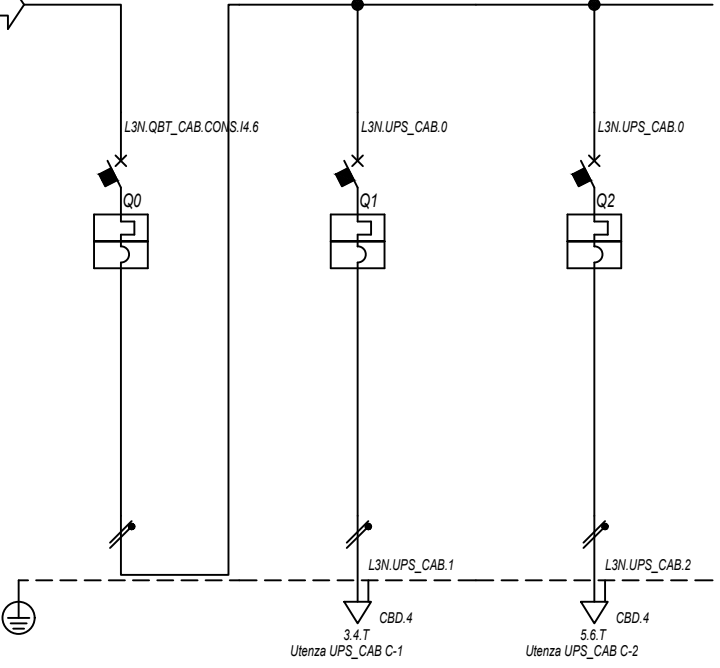 L3N.QBT_CAB.CONS.I4.6
L3N.UPS_CAB.0
L3N.UPS_CAB.0
Q0
Q1
Q2
L3N.UPS_CAB.1
L3N.UPS_CAB.2
CBD.4
CBD.4
3.4.T
5.6.T
Utenza UPS_CAB C-1
Utenza UPS_CAB C-2